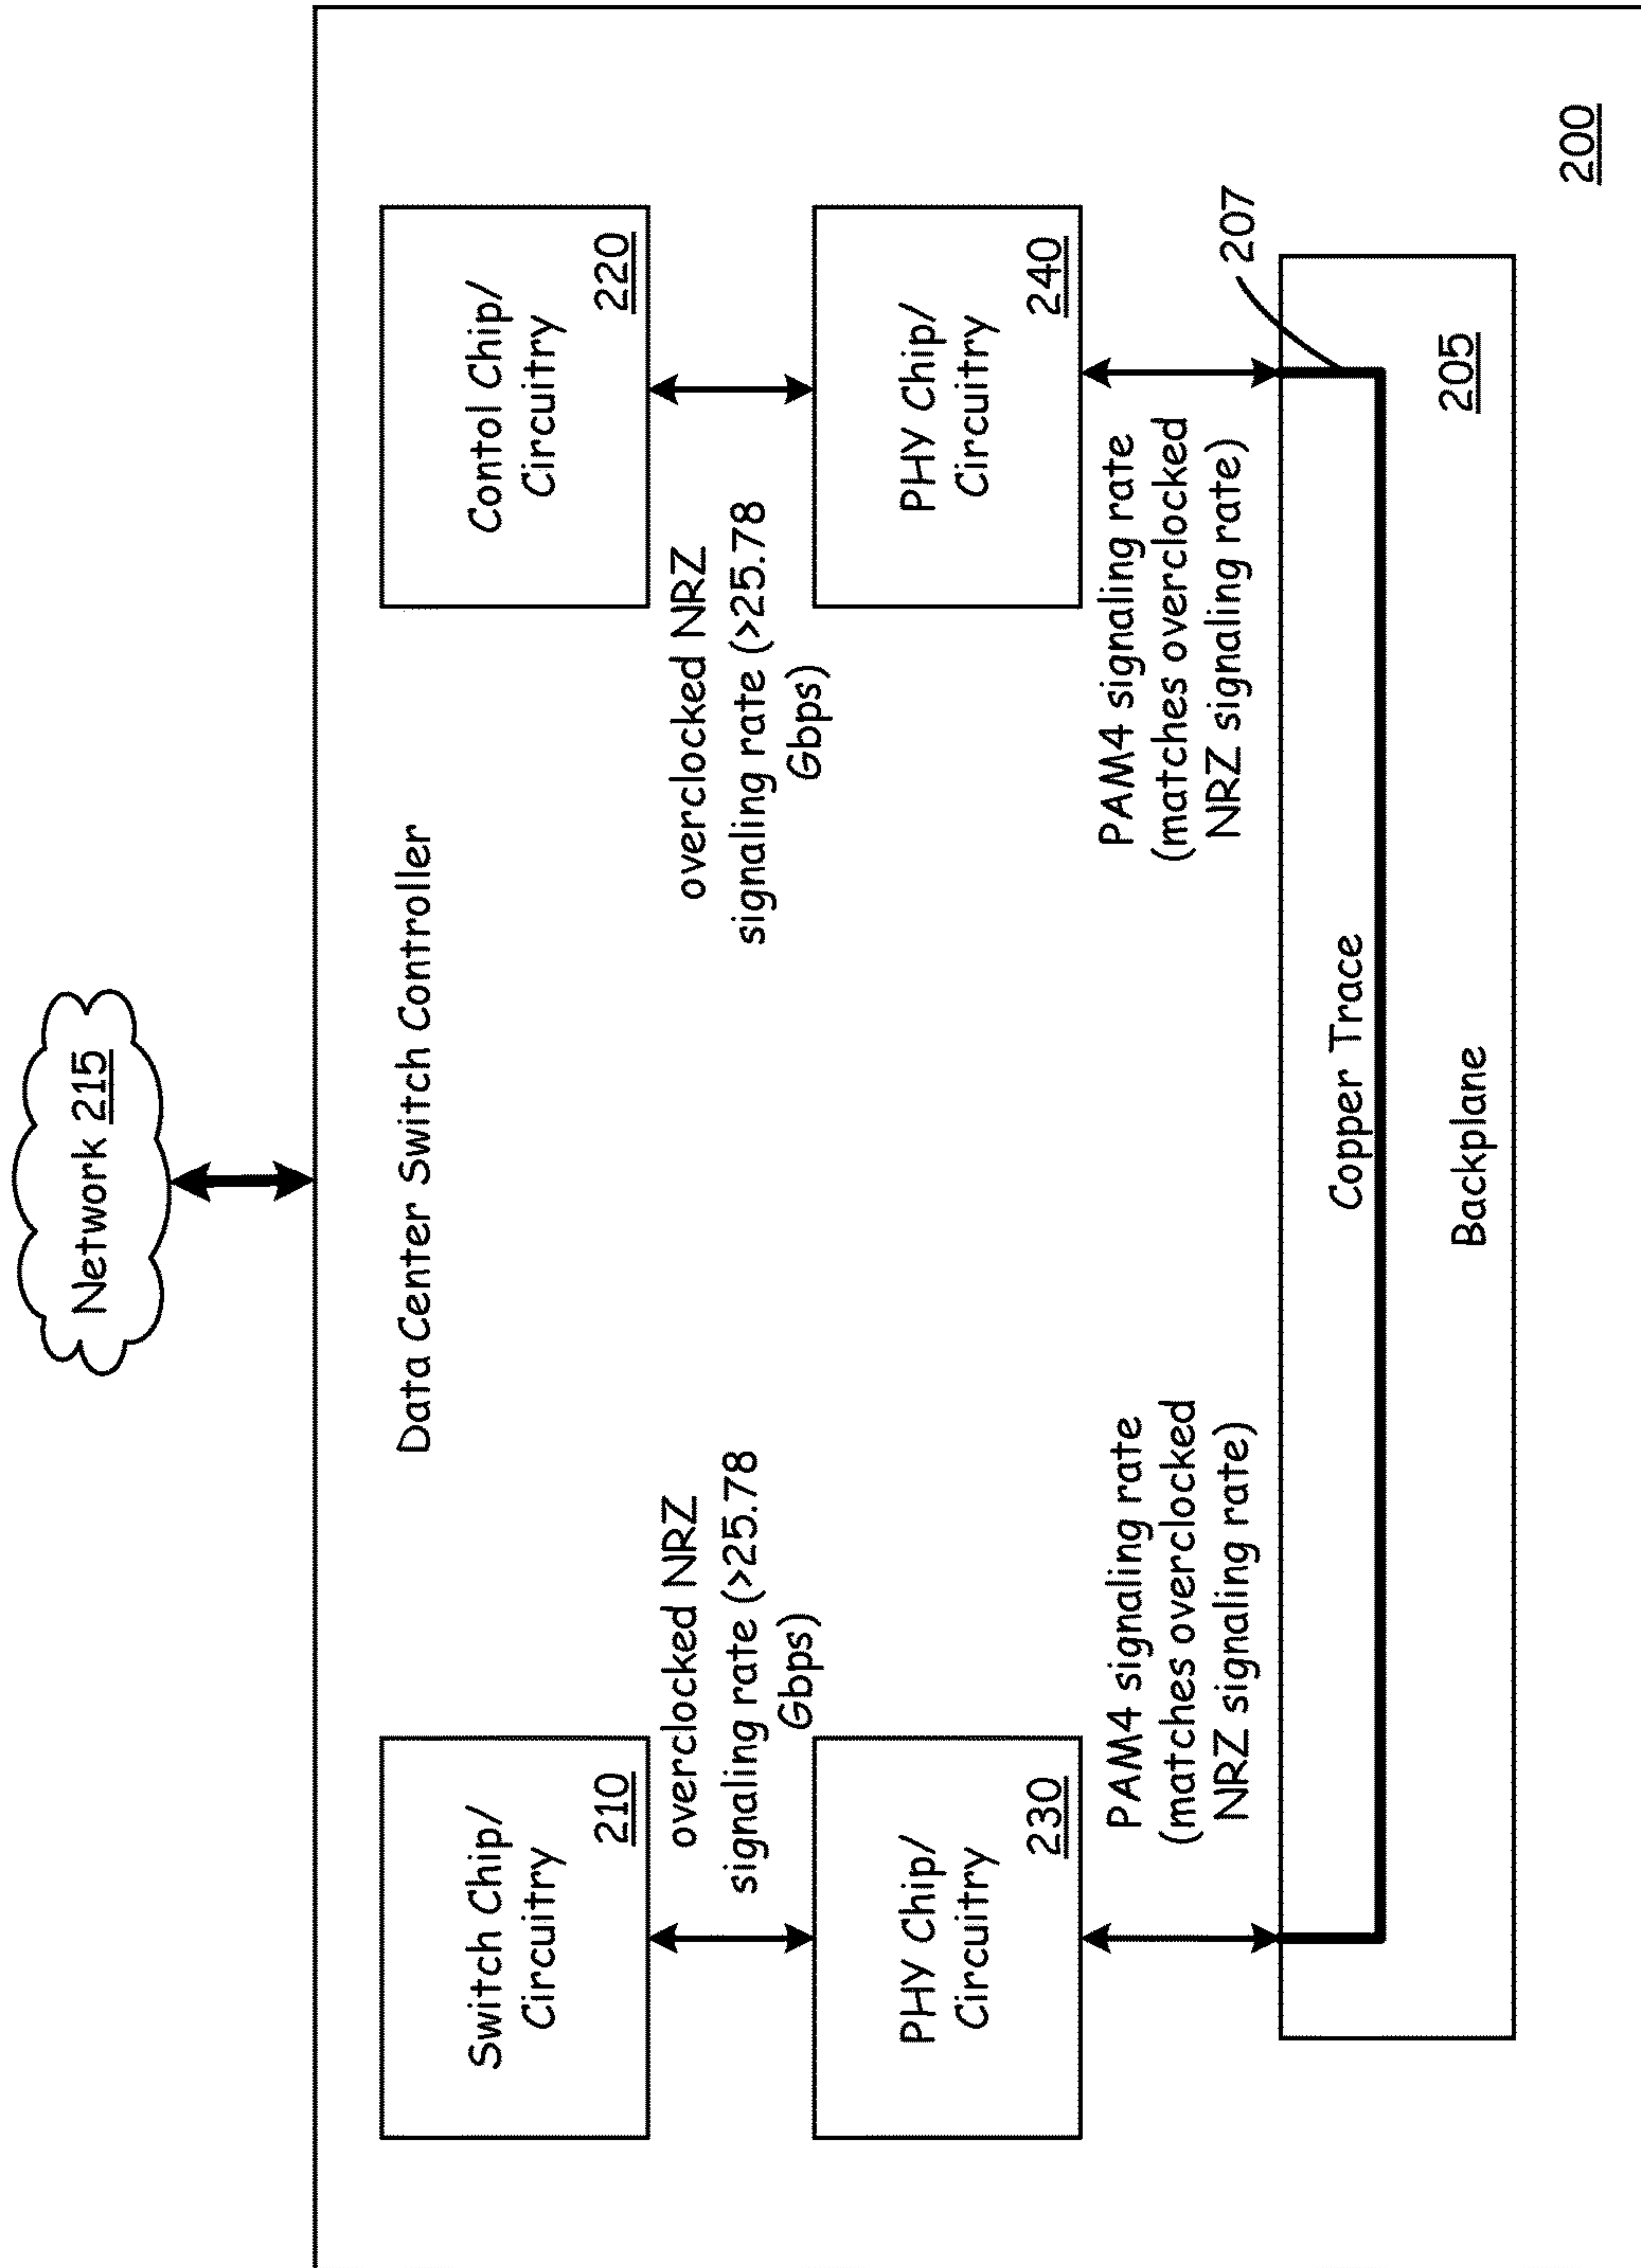 Network 215
Data Center Switch Controller
Switch Chip/
Circuitry
210
Contol Chip/
Circuitry
220
overclocked NRZ
signaling rate (>25.78
Gbps)
overclocked NRZ
signaling rate (>25.78
Gbps)
PHY Chip/
Circuitry
230
PHY Chip/
Circuitry
240
PAM4 signaling rate
(matches overclocked
NRZ signaling rate)
PAM4 signaling rate
(matches overclocked
NRZ signaling rate)
207
Copper Trace
Backplane
205
200